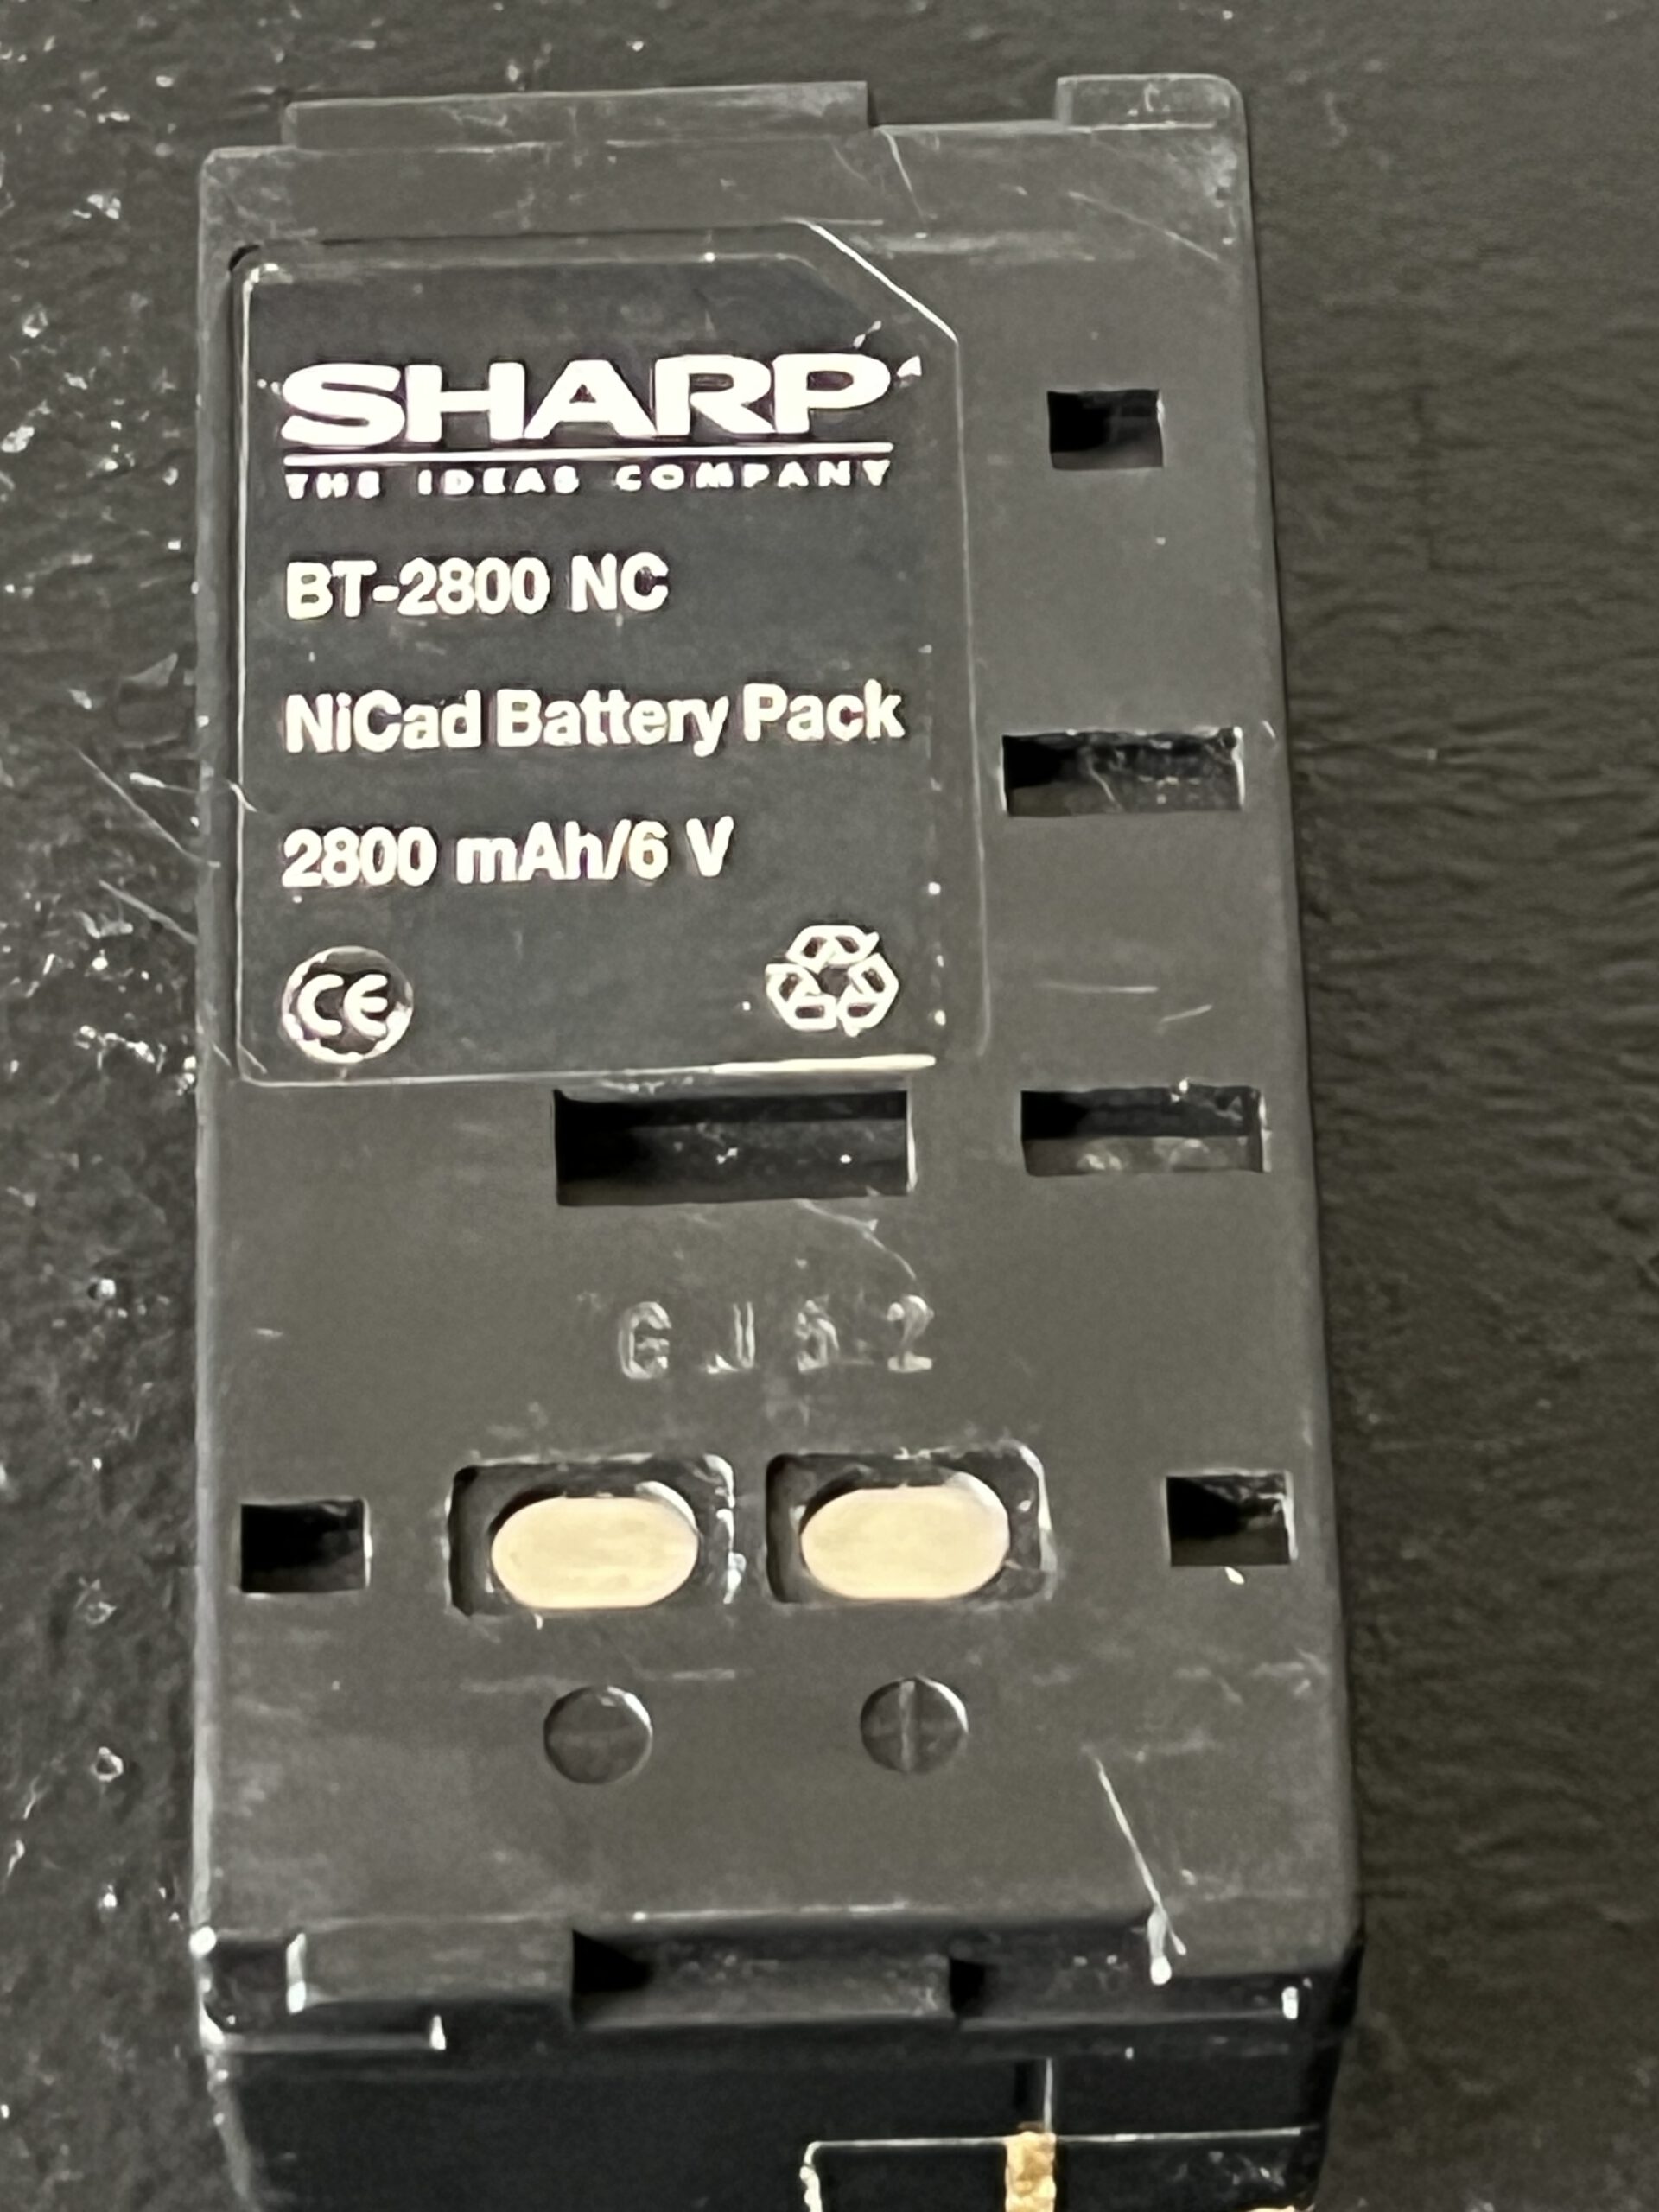 SHARP
THE IDEAS COMPANY
BT-2800 NC
NiCad Battery Pack
2800 mAh/6 V
CE